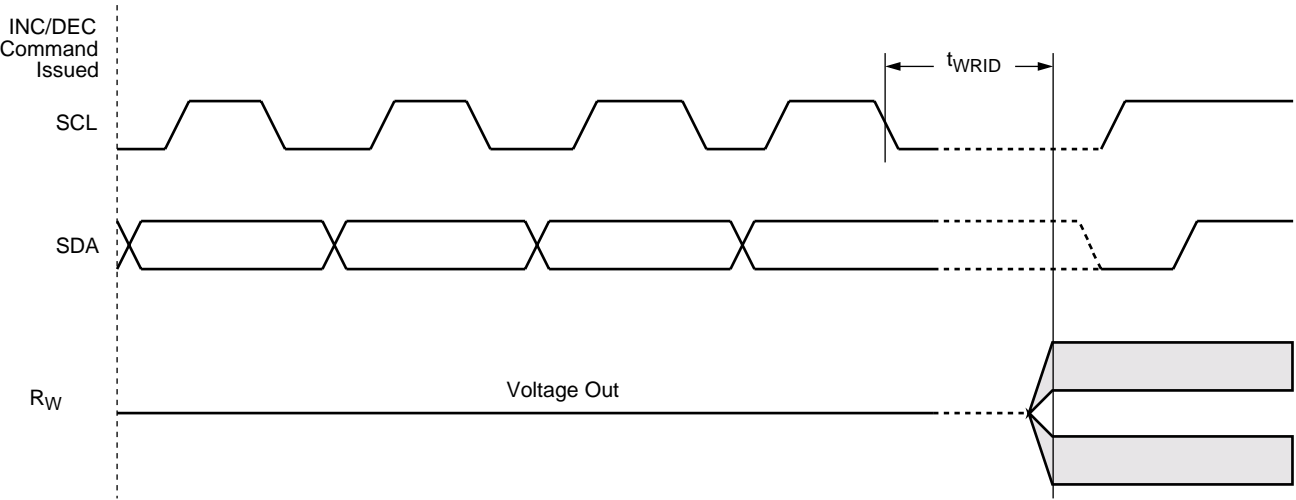 INC/DEC
Command
Issued
tWRID
SCL
SDA
Voltage Out
RW